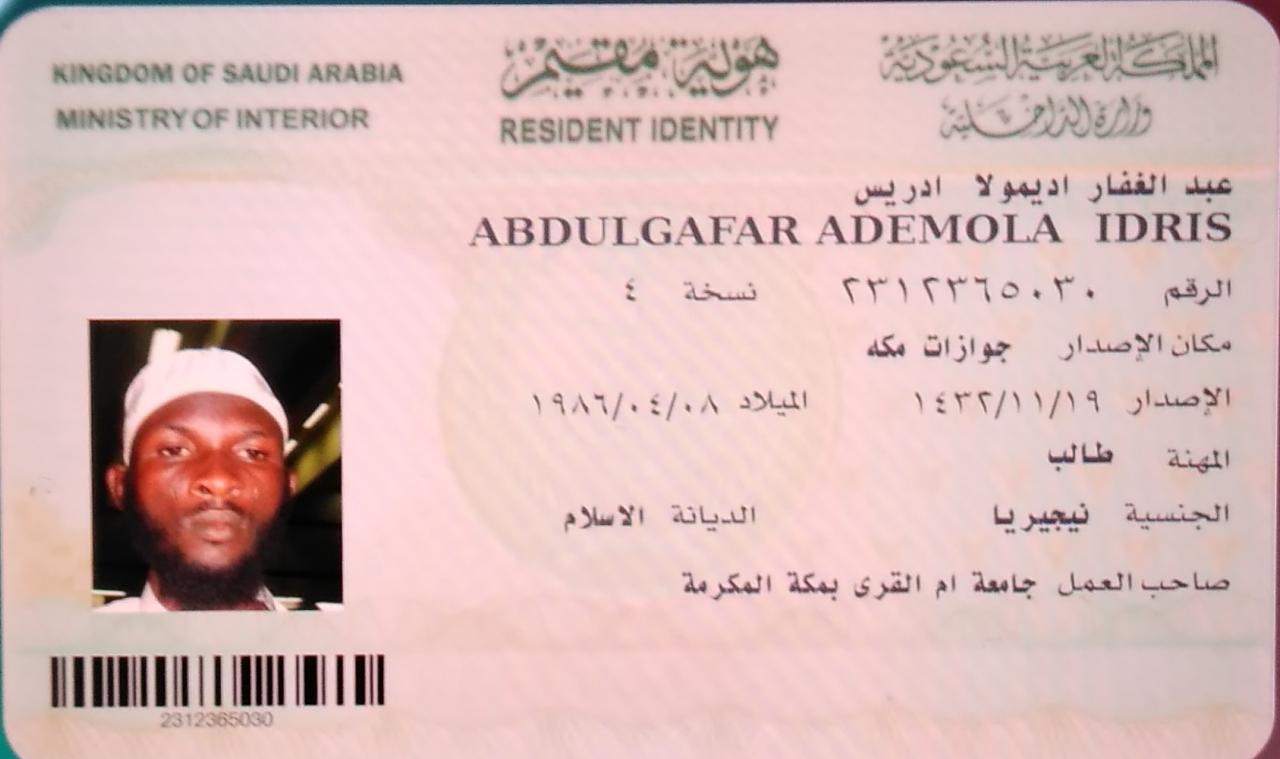 KINGDOM OF SAUDI ARABIA
MINISTRY OF INTERIOR
هوية مقيم
RESIDENT IDENTITY
المملكة العربية السعودية
وزارة الداخلية
عبد الغفار اديمولا ادريس
ABDULGAFAR ADEMOLA IDRIS
الرقم ٢٣١٢٣٦٥٠٣٠ نسخة ٤
مكان الإصدار جوازات مكه
الإصدار ١٤٣٢/١١/١٩ الميلاد ١٩٨٦/٠٤/٠٨
المهنة طالب
الجنسية نيجيريا الديانة الاسلام
صاحب العمل جامعة ام القرى بمكة المكرمة
2312365030